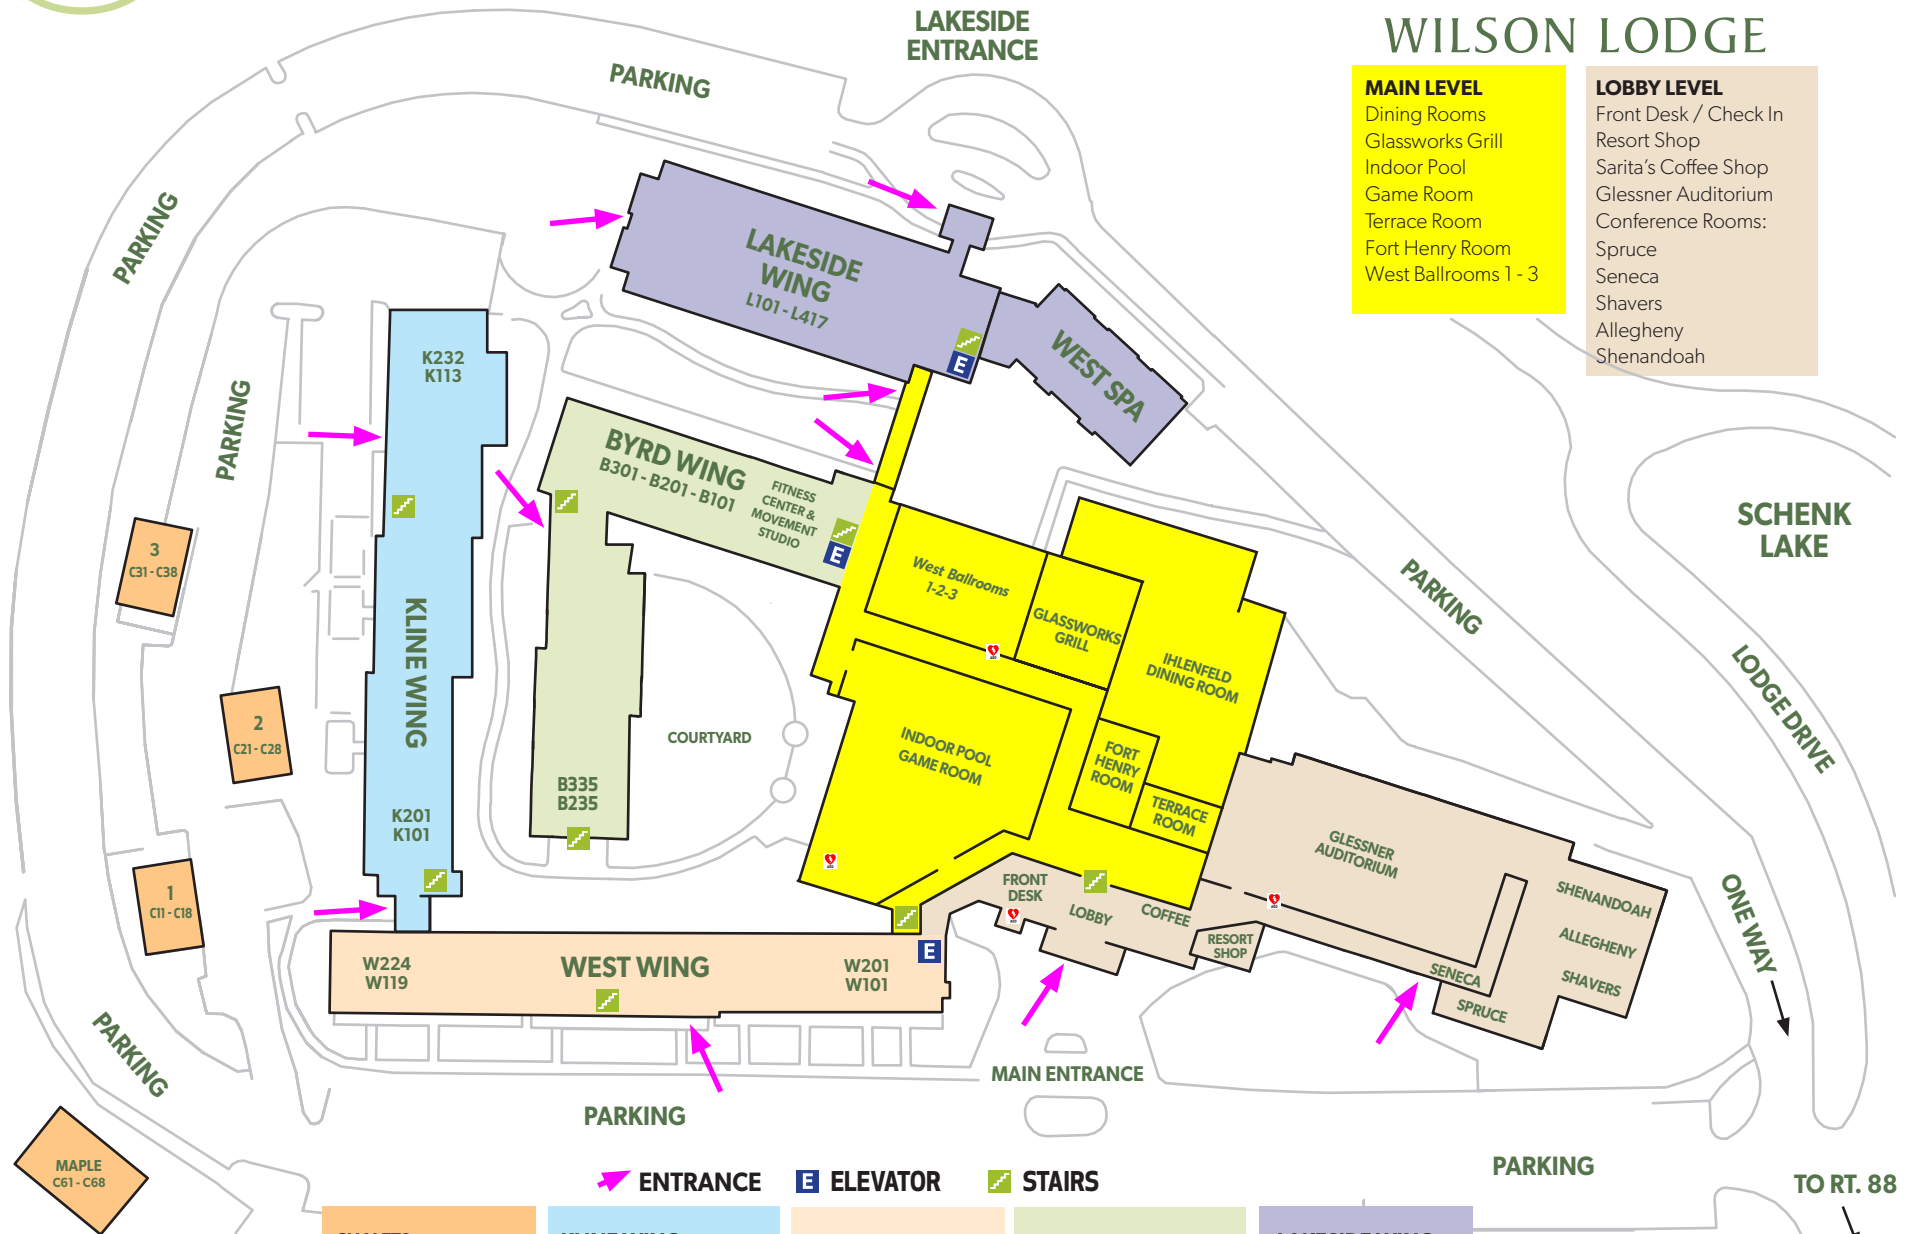 LAKESIDE
ENTRANCE
WILSON LODGE
MAIN LEVEL
Dining Rooms
Glassworks Grill
Indoor Pool
Game Room
Terrace Room
Fort Henry Room
West Ballrooms 1 - 3
LOBBY LEVEL
Front Desk / Check In
Resort Shop
Sarita's Coffee Shop
Glessner Auditorium
Conference Rooms:
Spruce
Seneca
Shavers
Allegheny
Shenandoah
PARKING
PARKING
PARKING
LAKESIDE
WING
L101 - L417
E
WEST SPA
K232
K113
KLINE WING
K201
K101
BYRD WING
B301 - B201 - B101
FITNESS
CENTER &
MOVEMENT
STUDIO
E
B335
B235
COURTYARD
West Ballrooms
1-2-3
GLASSWORKS
GRILL
IHLENFELD
DINING ROOM
INDOOR POOL
GAME ROOM
FORT
HENRY
ROOM
TERRACE
ROOM
GLESSNER
AUDITORIUM
SHENANDOAH
ALLEGHENY
SHAVERS
SENECA
SPRUCE
FRONT
DESK
LOBBY
COFFEE
RESORT
SHOP
E
W224
W119
WEST WING
W201
W101
3
C31 - C38
2
C21 - C28
1
C11 - C18
MAPLE
C61 - C68
PARKING
PARKING
MAIN ENTRANCE
PARKING
PARKING
SCHENK
LAKE
LODGE DRIVE
ONE WAY
TO RT. 88
ENTRANCE
E ELEVATOR
STAIRS